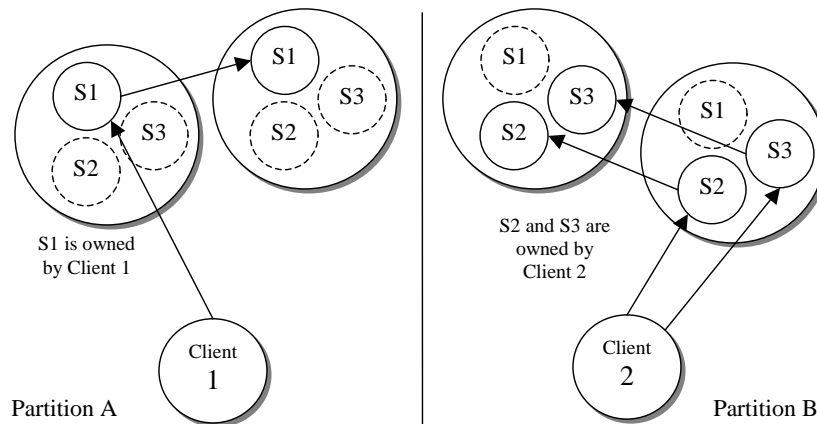 S1
S3
S2
S1
S3
S2
S1 is owned
by Client 1
Client
1
Partition A
S1
S3
S2
S1
S3
S2
S2 and S3 are
owned by
Client 2
Client
2
Partition B